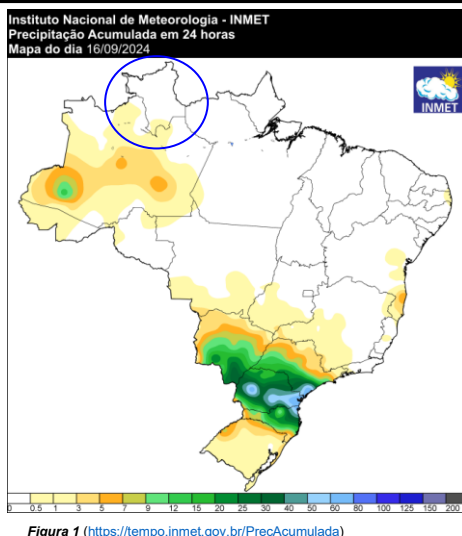 Instituto Nacional de Meteorologia - INMET
Precipitação Acumulada em 24 horas
Mapa do dia 16/09/2024
INMET
0 0.5 1 3 5 7 9 12 15 20 25 30 40 50 60 80 100 125 150 200
Figura 1 (https://tempo.inmet.gov.br/PrecAcumulada)